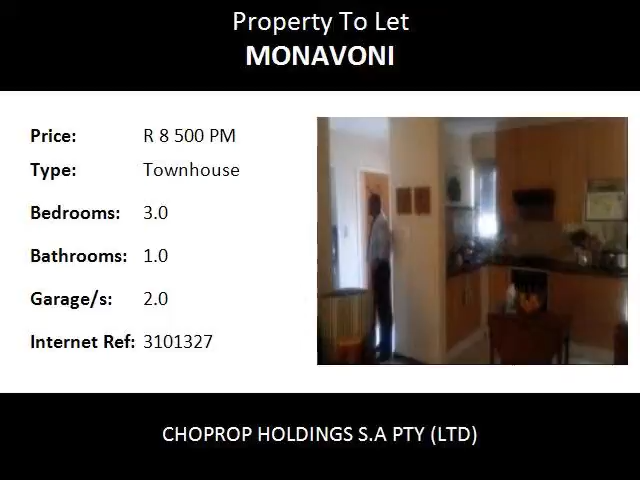 Property To Let
MONAVONI
Price: R 8 500 PM
Type: Townhouse
Bedrooms: 3.0
Bathrooms: 1.0
Garage/s: 2.0
Internet Ref: 3101327
CHOPROP HOLDINGS S.A PTY (LTD)